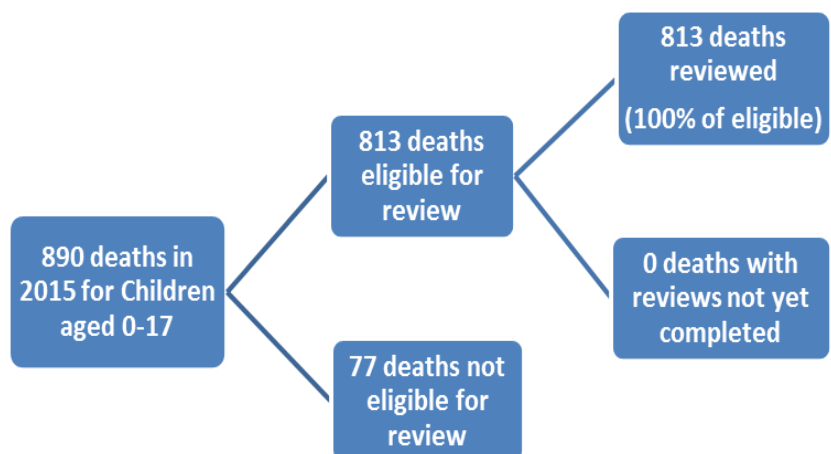 890 deaths in
2015 for Children
aged 0-17
813 deaths
eligible for
review
77 deaths not
eligible for
review
813 deaths
reviewed
(100% of eligible)
0 deaths with
reviews not yet
completed